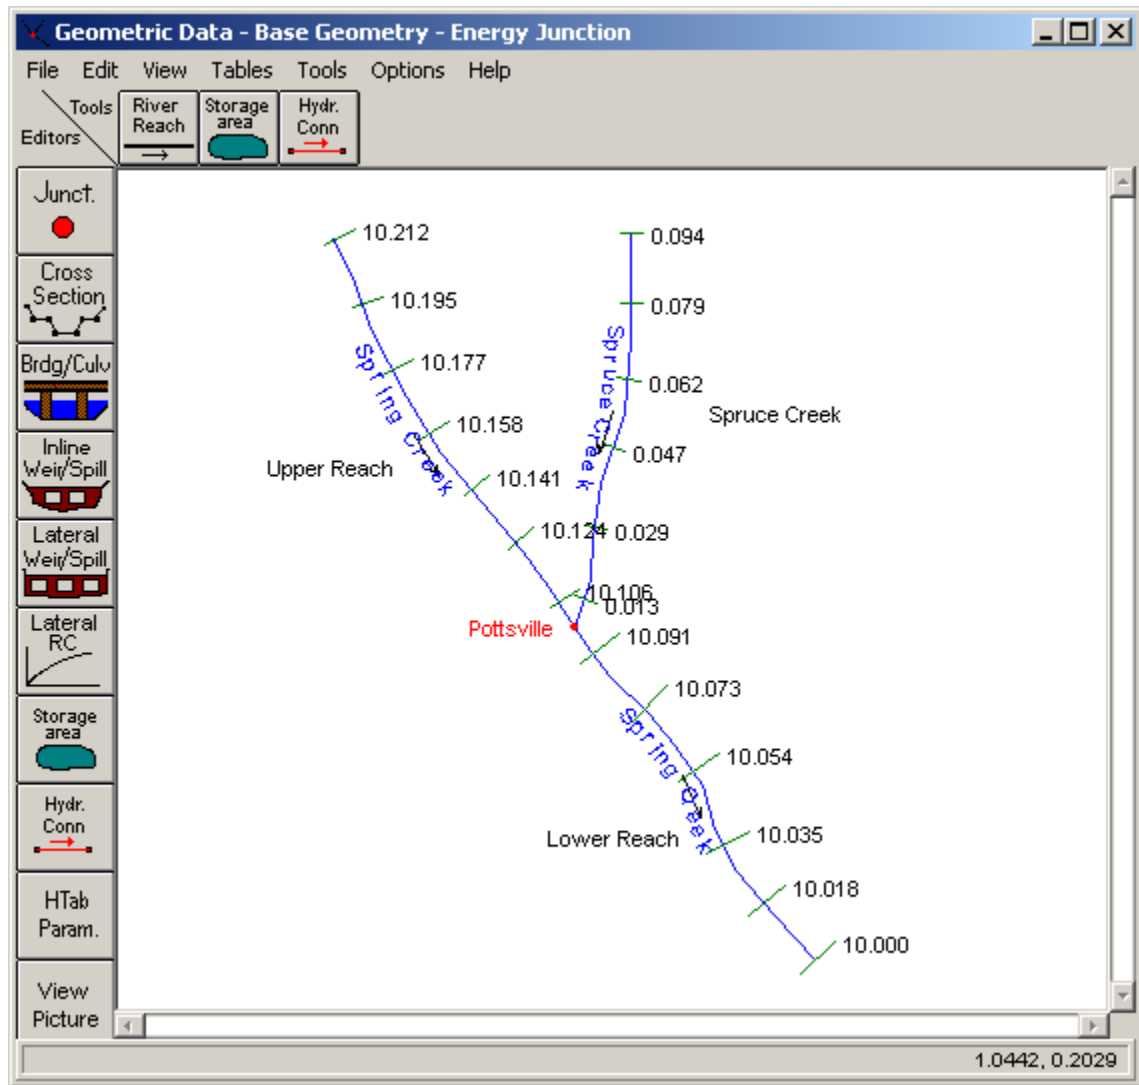 Geometric Data - Base Geometry - Energy Junction
File Edit View Tables Tools Options Help
Tools
Editors
River
Reach
Storage
area
Hydr.
Conn
Junct.
Cross
Section
Brdg/Culv
Inline
Weir/Spill
Lateral
Weir/Spill
Lateral
RC
Storage
area
Hydr.
Conn
HTab
Param.
View
Picture
10.212
10.195
10.177
10.158
10.141
10.124
10.106
Spring Creek
Upper Reach
0.094
0.079
0.062
0.047
0.029
0.013
Spruce Creek
Spruce Creek
Pottsville
10.091
10.073
10.054
10.035
10.018
10.000
Spring Creek
Lower Reach
1.0442, 0.2029